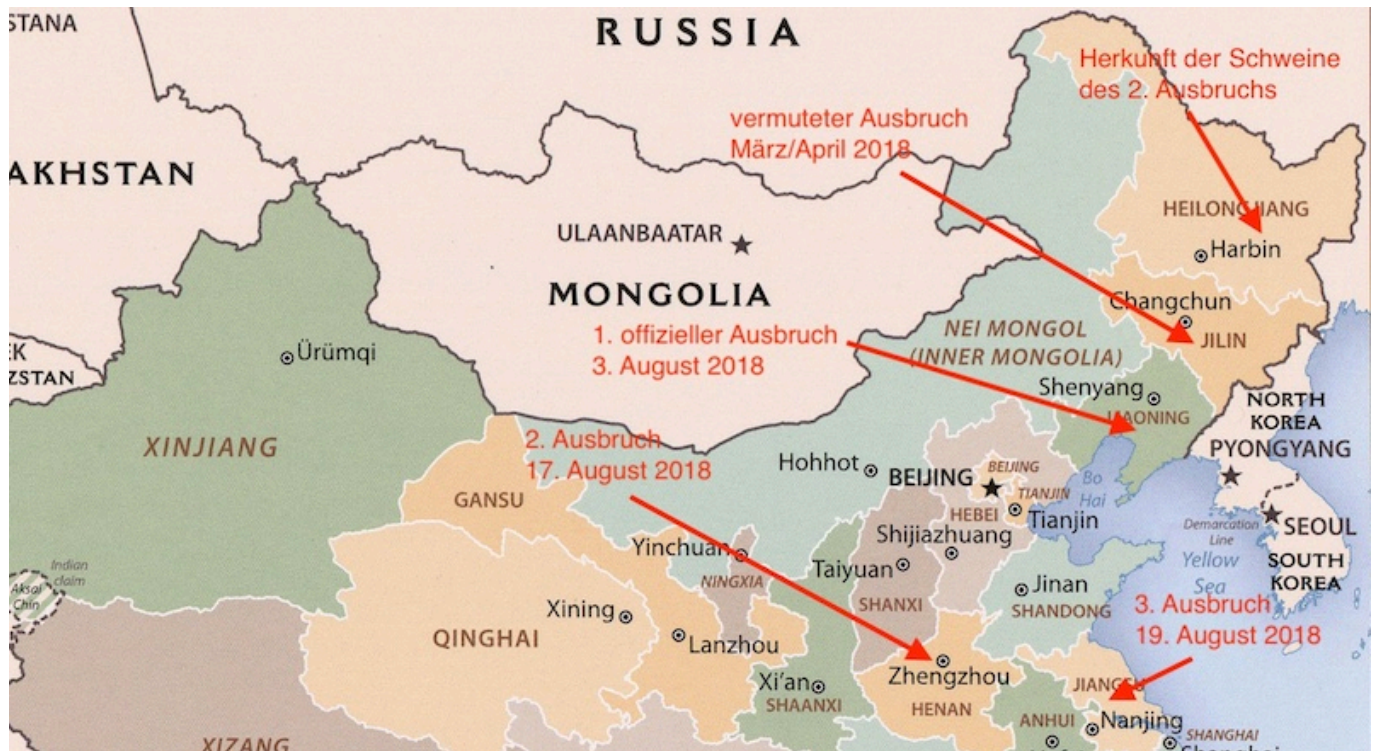 STANA
RUSSIA
Herkunft der Schweine
des 2. Ausbruchs
vermuteter Ausbruch
März/April 2018
AKHSTAN
HEILONGJIANG
ULAANBAATAR
Harbin
MONGOLIA
Changchun
1. offizieller Ausbruch
3. August 2018
NEI MONGOL
(INNER MONGOLIA)
JILIN
Ürümqi
EK
ZSTAN
Shenyang
LIAONING
NORTH
KOREA
PYONGYANG
XINJIANG
2. Ausbruch
17. August 2018
Hohhot
BEIJING
BEIJING
Bo
Hai
GANSU
TIANJIN
HEBEI
Tianjin
Demarcation
Line
SEOUL
Shijiazhuang
Yinchuan
Taiyuan
Yellow
Sea
SOUTH
KOREA
Indian
claim
Aksai
Chin
NINGXIA
Jinan
SHANXI
SHANDONG
3. Ausbruch
19. August 2018
Xining
QINGHAI
Lanzhou
Zhengzhou
Xi'an
SHAANXI
HENAN
JIANGSU
ANHUI
Nanjing
SHANGHAI
Shanghai
XIZANG